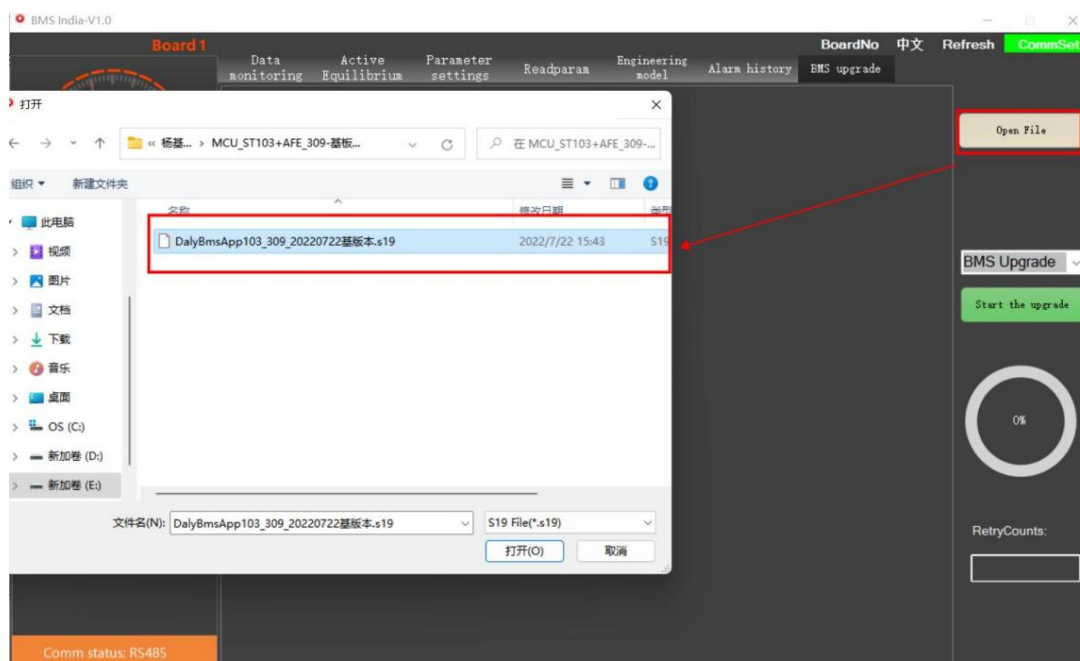 BMS India-V1.0
Board 1
BoardNo 中文 Refresh CommSet
Data monitoring
Active Equilibrium
Parameter settings
Readparam
Engineering model
Alarm history
BMS upgrade
打开
« 杨基... › MCU_ST103+AFE_309-基板...
在 MCU_ST103+AFE_309-...
组织 新建文件夹
名称 修改日期 类型
DalyBmsApp103_309_20220722基版本.s19 2022/7/22 15:43 S19
此电脑
视频
图片
文档
下载
音乐
桌面
OS (C:)
新加卷 (D:)
新加卷 (E:)
文件名(N): DalyBmsApp103_309_20220722基版本.s19 S19 File(*.s19)
打开(O) 取消
Open File
BMS Upgrade
Start the upgrade
0%
RetryCounts:
Comm status: RS485